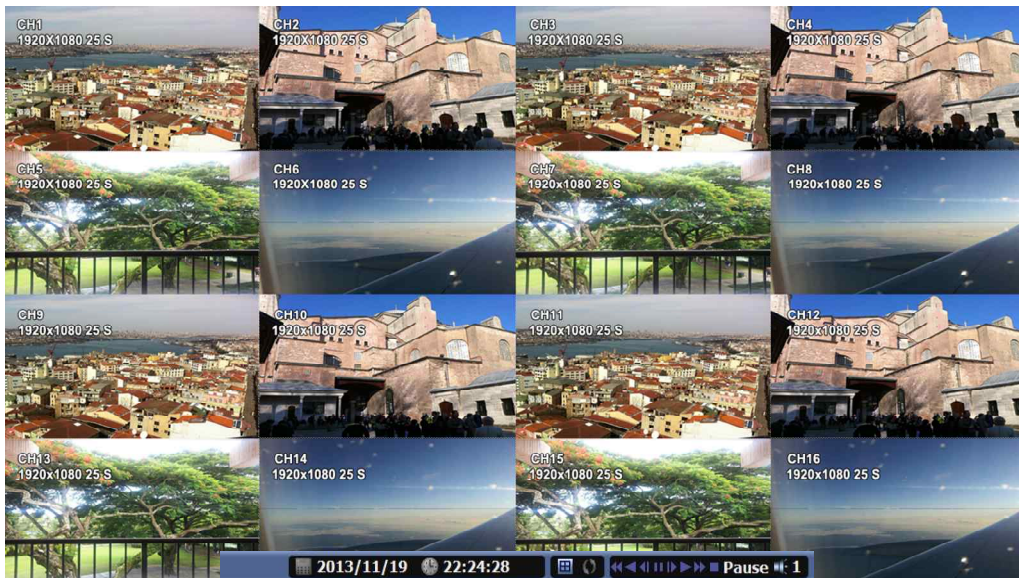 CH1
1920X1080 25 S
CH2
1920X1080 25 S
CH3
1920X1080 25 S
CH4
1920X1080 25 S
CH5
1920X1080 25 S
CH6
1920X1080 25 S
CH7
1920x1080 25 S
CH8
1920x1080 25 S
CH9
1920x1080 25 S
CH10
1920x1080 25 S
CH11
1920x1080 25 S
CH12
1920x1080 25 S
CH13
1920x1080 25 S
CH14
1920x1080 25 S
CH15
1920x1080 25 S
CH16
1920x1080 25 S
2013/11/19 22:24:28 Pause 1